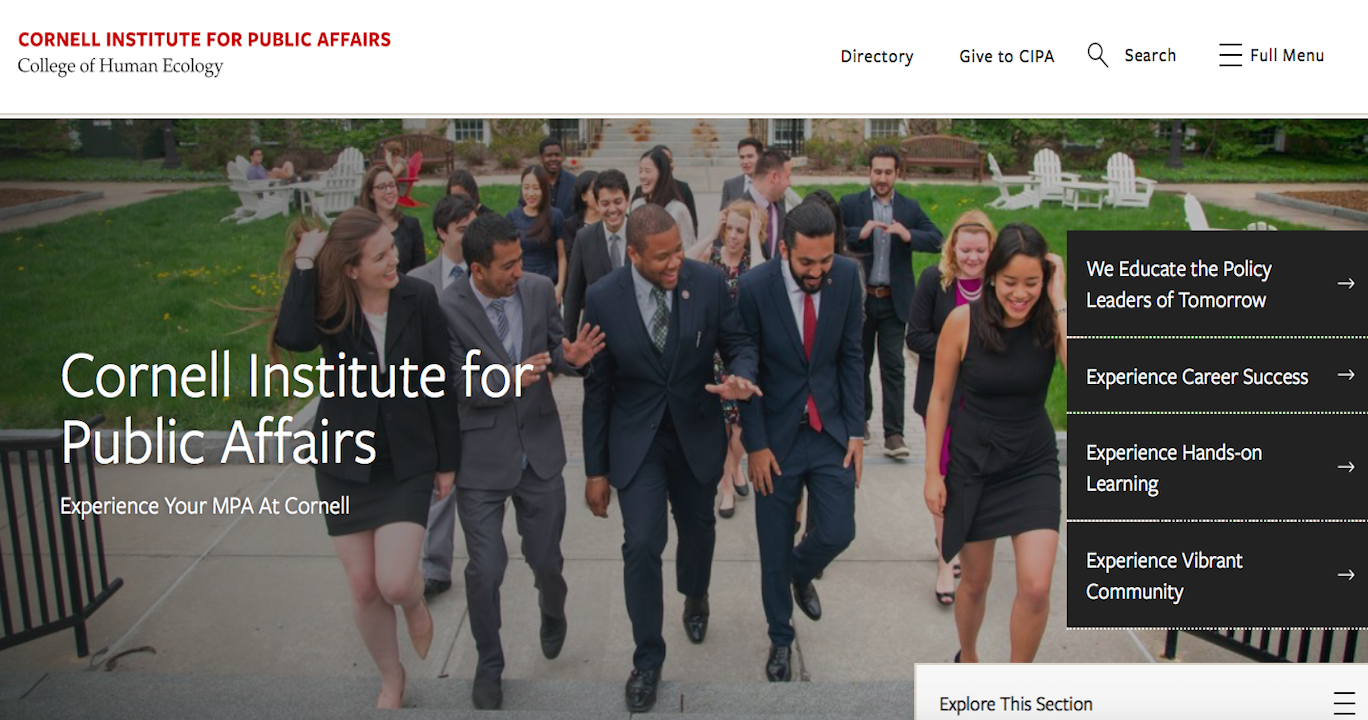 CORNELL INSTITUTE FOR PUBLIC AFFAIRS
College of Human Ecology
Directory
Give to CIPA
Search
Full Menu
Cornell Institute for
Public Affairs
Experience Your MPA At Cornell
We Educate the Policy
Leaders of Tomorrow
Experience Career Success
Experience Hands-on
Learning
Experience Vibrant
Community
Explore This Section